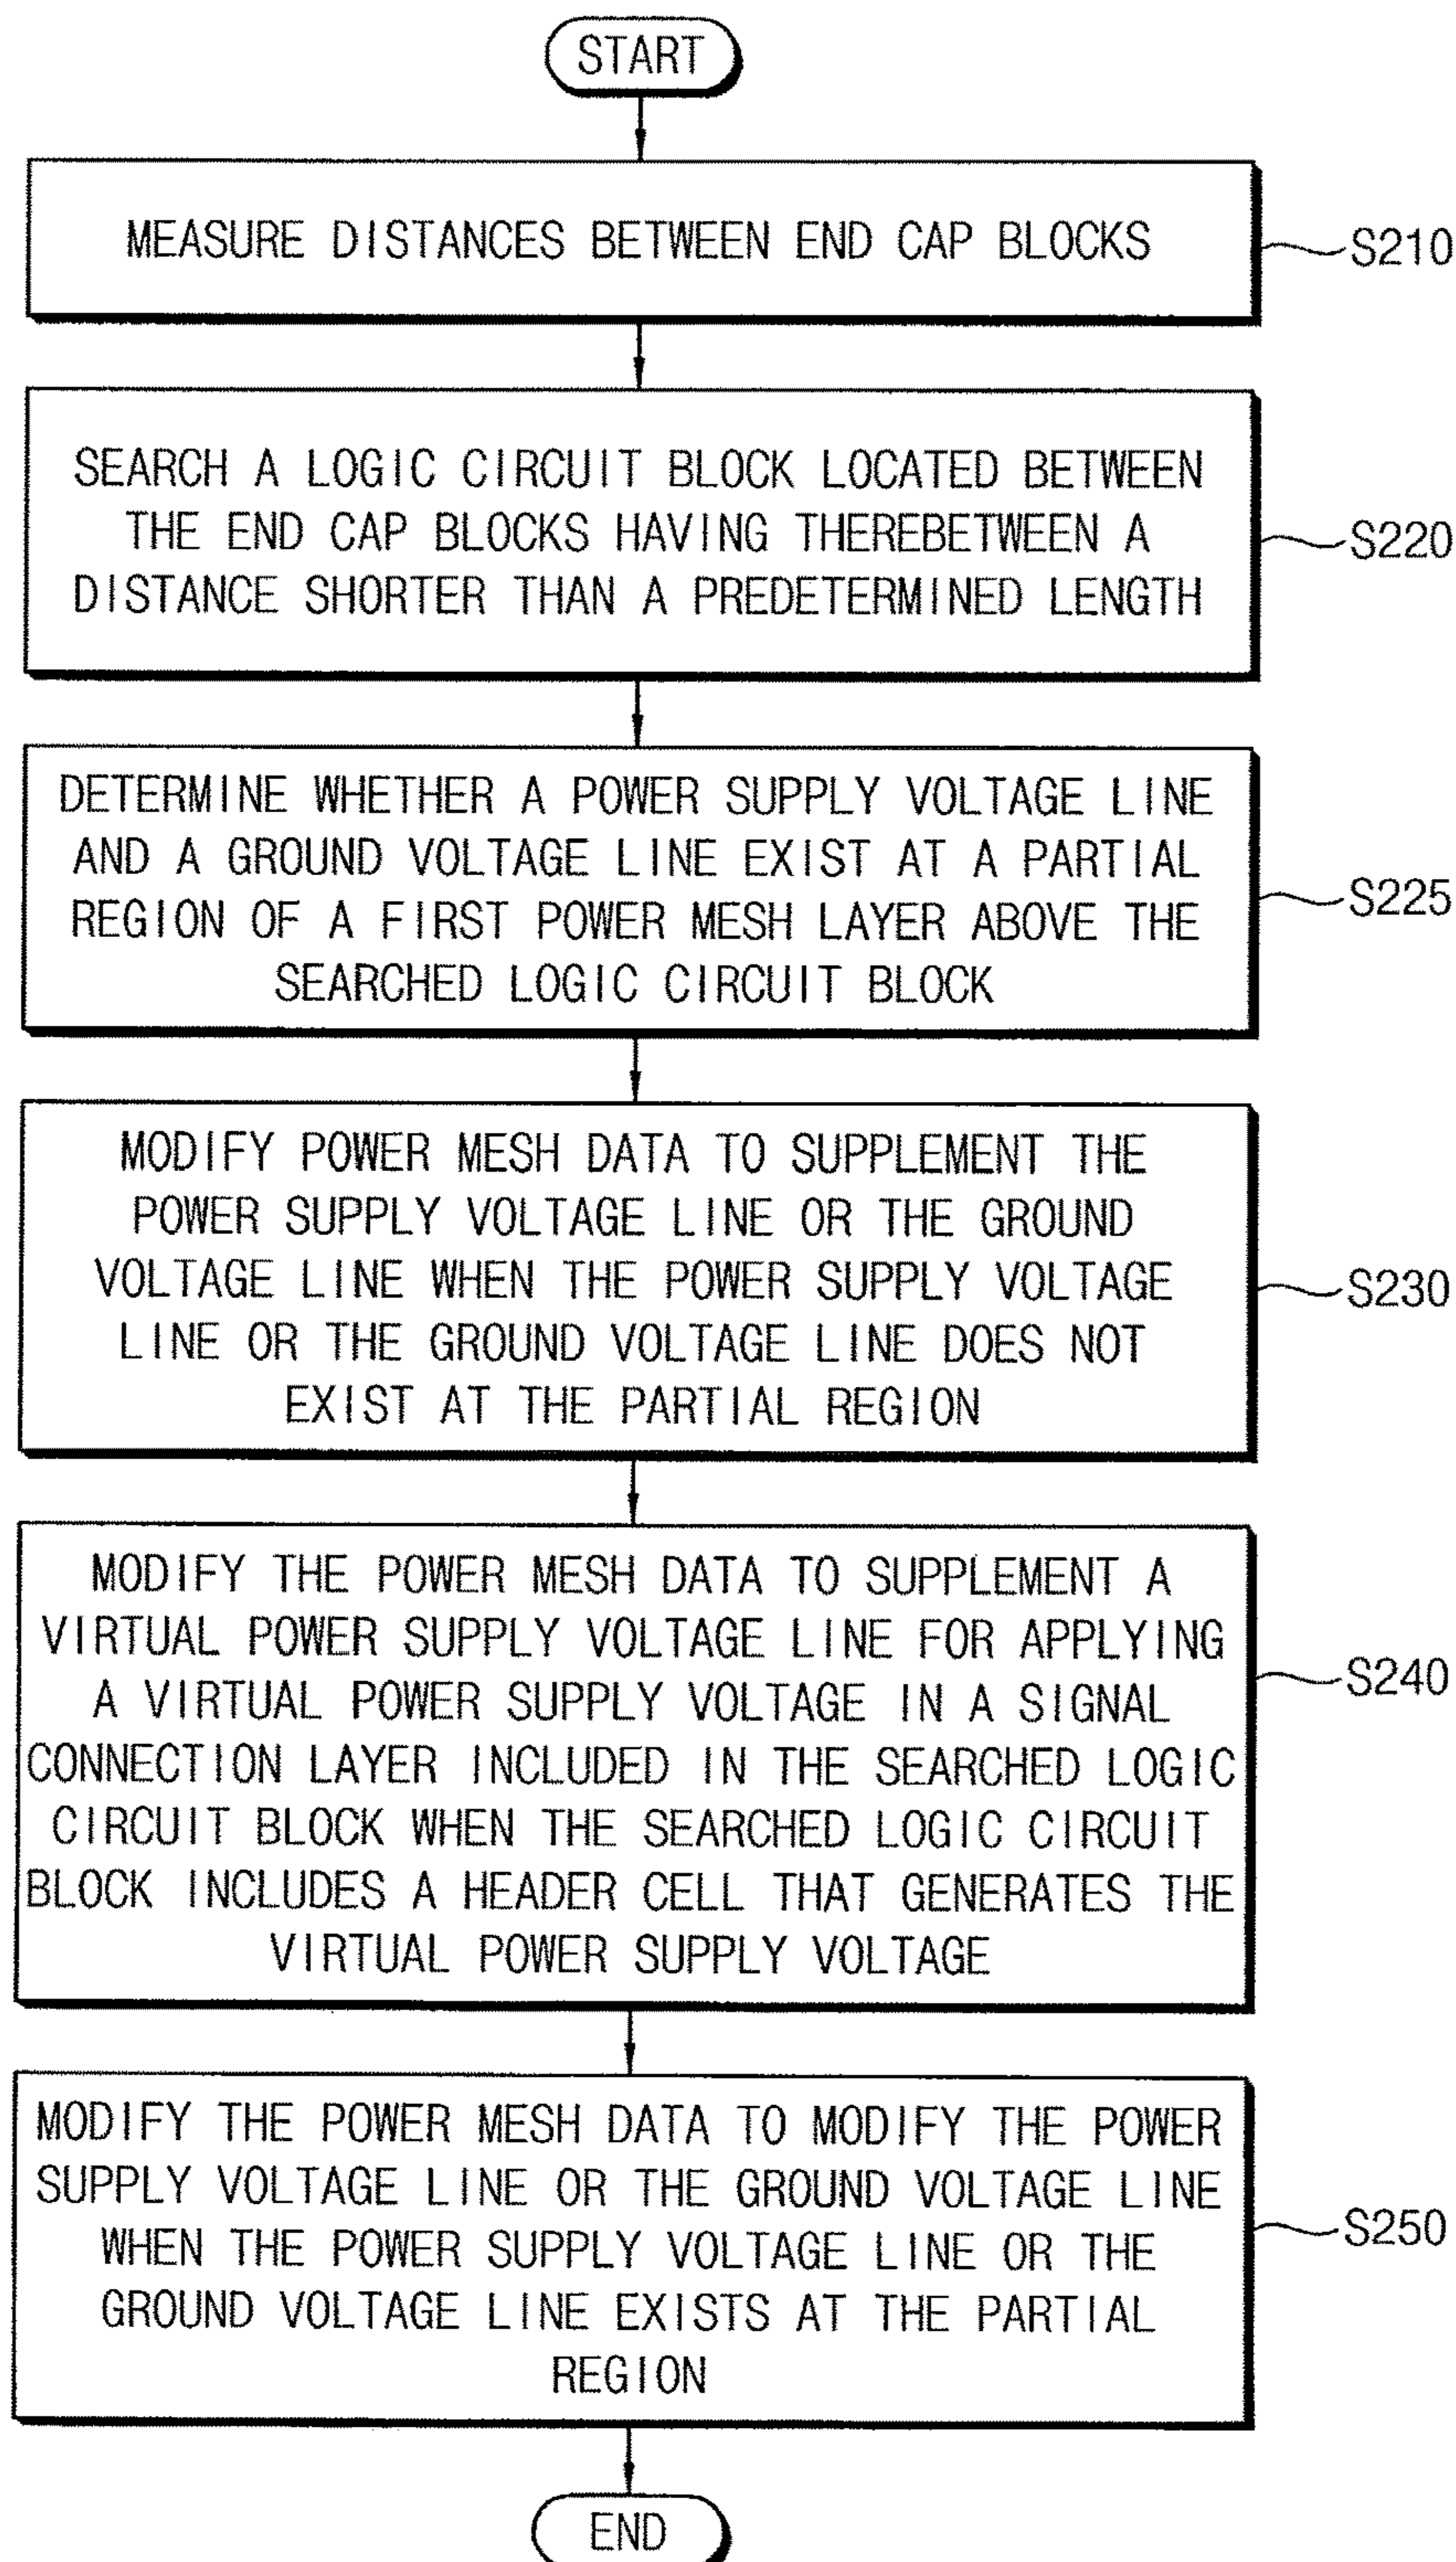 START
MEASURE DISTANCES BETWEEN END CAP BLOCKS
S210
SEARCH A LOGIC CIRCUIT BLOCK LOCATED BETWEEN
THE END CAP BLOCKS HAVING THEREBETWEEN A
DISTANCE SHORTER THAN A PREDETERMINED LENGTH
S220
DETERMINE WHETHER A POWER SUPPLY VOLTAGE LINE
AND A GROUND VOLTAGE LINE EXIST AT A PARTIAL
REGION OF A FIRST POWER MESH LAYER ABOVE THE
SEARCHED LOGIC CIRCUIT BLOCK
S225
MODIFY POWER MESH DATA TO SUPPLEMENT THE
POWER SUPPLY VOLTAGE LINE OR THE GROUND
VOLTAGE LINE WHEN THE POWER SUPPLY VOLTAGE
LINE OR THE GROUND VOLTAGE LINE DOES NOT
EXIST AT THE PARTIAL REGION
S230
MODIFY THE POWER MESH DATA TO SUPPLEMENT A
VIRTUAL POWER SUPPLY VOLTAGE LINE FOR APPLYING
A VIRTUAL POWER SUPPLY VOLTAGE IN A SIGNAL
CONNECTION LAYER INCLUDED IN THE SEARCHED LOGIC
CIRCUIT BLOCK WHEN THE SEARCHED LOGIC CIRCUIT
BLOCK INCLUDES A HEADER CELL THAT GENERATES THE
VIRTUAL POWER SUPPLY VOLTAGE
S240
MODIFY THE POWER MESH DATA TO MODIFY THE POWER
SUPPLY VOLTAGE LINE OR THE GROUND VOLTAGE LINE
WHEN THE POWER SUPPLY VOLTAGE LINE OR THE
GROUND VOLTAGE LINE EXISTS AT THE PARTIAL
REGION
S250
END